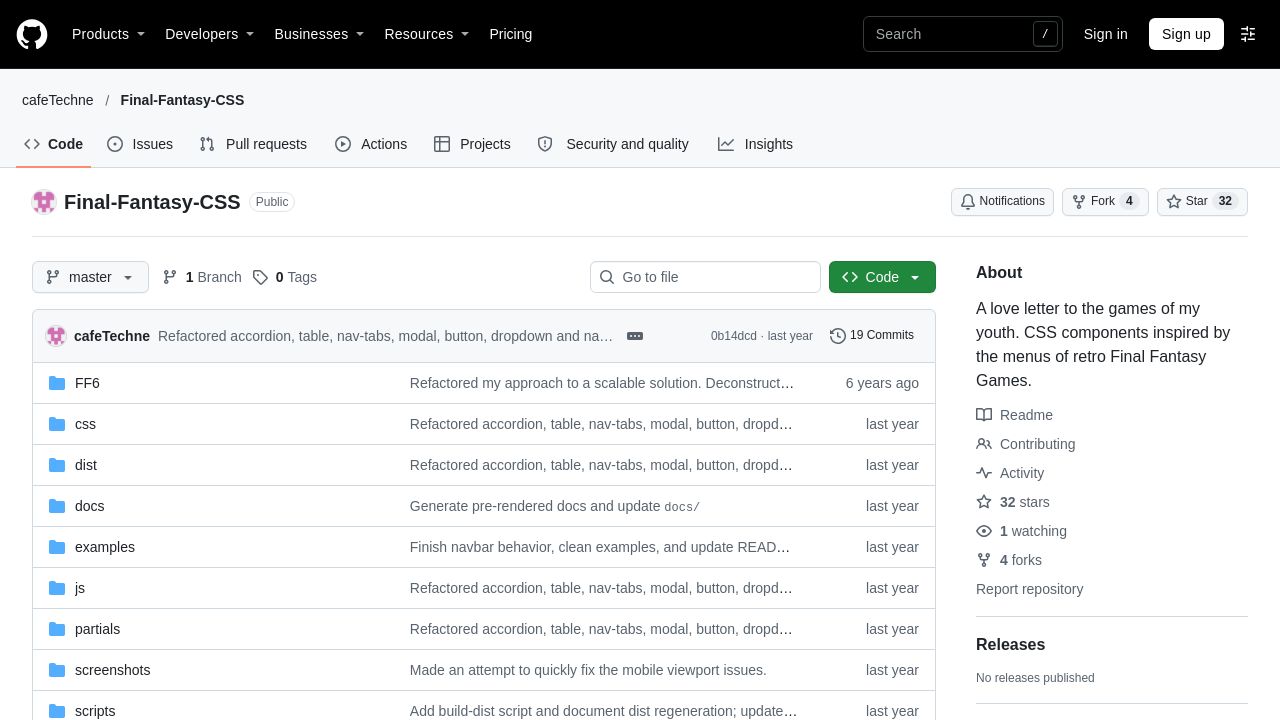 Products Developers Businesses Resources Pricing Search / Sign in Sign up
cafeTechne / Final-Fantasy-CSS
Code Issues Pull requests Actions Projects Security and quality Insights
Final-Fantasy-CSS Public Notifications Fork 4 Star 32
master 1 Branch 0 Tags Go to file Code
cafeTechne Refactored accordion, table, nav-tabs, modal, button, dropdown and na… 0b14dcd · last year 19 Commits
FF6 Refactored my approach to a scalable solution. Deconstruct… 6 years ago
css Refactored accordion, table, nav-tabs, modal, button, dropd… last year
dist Refactored accordion, table, nav-tabs, modal, button, dropd… last year
docs Generate pre-rendered docs and update docs/ last year
examples Finish navbar behavior, clean examples, and update READ… last year
js Refactored accordion, table, nav-tabs, modal, button, dropd… last year
partials Refactored accordion, table, nav-tabs, modal, button, dropd… last year
screenshots Made an attempt to quickly fix the mobile viewport issues. last year
scripts Add build-dist script and document dist regeneration; update… last year
About
A love letter to the games of my
youth. CSS components inspired by
the menus of retro Final Fantasy
Games.
Readme
Contributing
Activity
32 stars
1 watching
4 forks
Report repository
Releases
No releases published